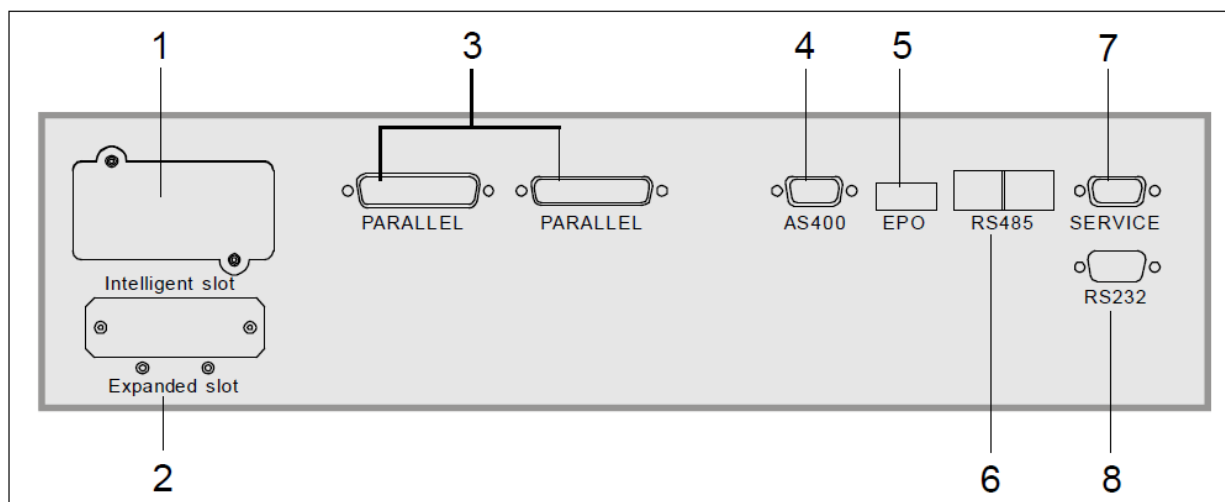 1 3 4 5 7
PARALLEL PARALLEL AS400 EPO RS485 SERVICE
Intelligent slot
RS232
Expanded slot
2 6 8